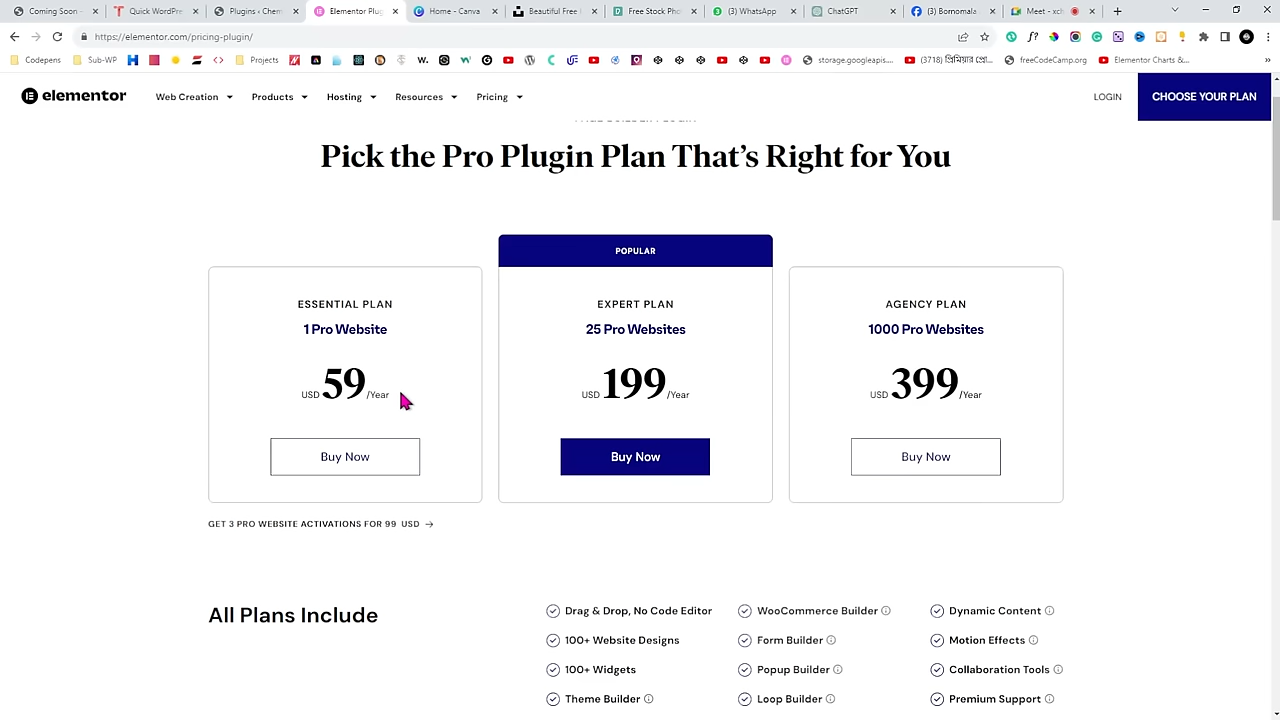 Coming Soon -
Quick WordPre
Plugins ‹ Chem
Elementor Plug
Home - Canva
Beautiful Free
Free Stock Pho
(3) WhatsApp
ChatGPT
(3) Bornomala
Meet - xch
https://elementor.com/pricing-plugin/
Codepens
Sub-WP
Projects
storage.googleapis...
freeCodeCamp.org
Elementor Charts &...
elementor
Web Creation
Products
Hosting
Resources
Pricing
LOGIN
CHOOSE YOUR PLAN
Pick the Pro Plugin Plan That's Right for You
POPULAR
ESSENTIAL PLAN
1 Pro Website
USD 59 /Year
Buy Now
EXPERT PLAN
25 Pro Websites
USD 199 /Year
Buy Now
AGENCY PLAN
1000 Pro Websites
USD 399 /Year
Buy Now
GET 3 PRO WEBSITE ACTIVATIONS FOR 99 USD →
All Plans Include
Drag & Drop, No Code Editor
100+ Website Designs
100+ Widgets
Theme Builder
WooCommerce Builder
Form Builder
Popup Builder
Loop Builder
Dynamic Content
Motion Effects
Collaboration Tools
Premium Support